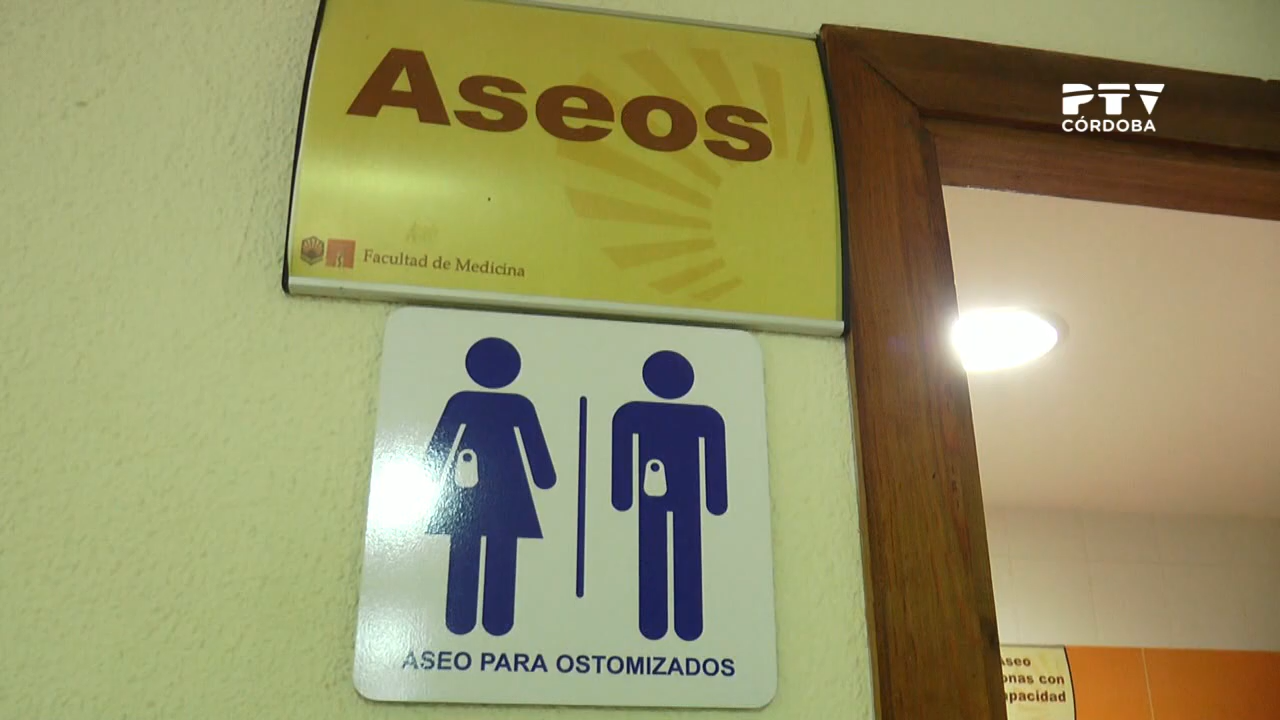 Aseos
PTV
CÓRDOBA
Facultad de Medicina
ASEO PARA OSTOMIZADOS
Aseo
onas con
pacidad